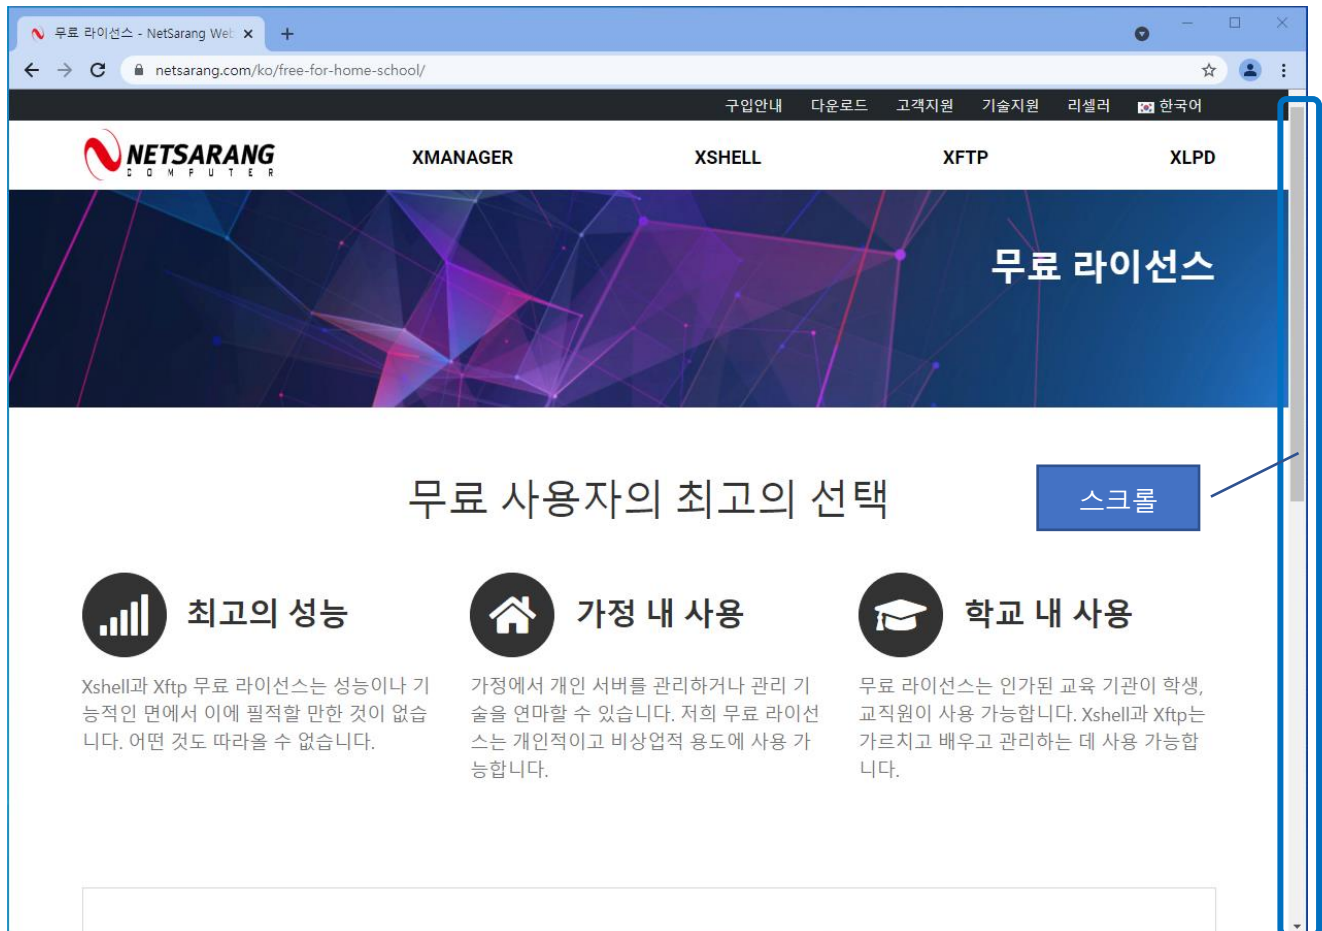 무료 라이선스 - NetSarang Web
netsarang.com/ko/free-for-home-school/
구입안내 다운로드 고객지원 기술지원 리셀러 한국어
NETSARANG
COMPUTER
XMANAGER XSHELL XFTP XLPD
무료 라이선스
무료 사용자의 최고의 선택
스크롤
최고의 성능
Xshell과 Xftp 무료 라이선스는 성능이나 기
능적인 면에서 이에 필적할 만한 것이 없습
니다. 어떤 것도 따라올 수 없습니다.
가정 내 사용
가정에서 개인 서버를 관리하거나 관리 기
술을 연마할 수 있습니다. 저희 무료 라이선
스는 개인적이고 비상업적 용도에 사용 가
능합니다.
학교 내 사용
무료 라이선스는 인가된 교육 기관이 학생,
교직원이 사용 가능합니다. Xshell과 Xftp는
가르치고 배우고 관리하는 데 사용 가능합
니다.